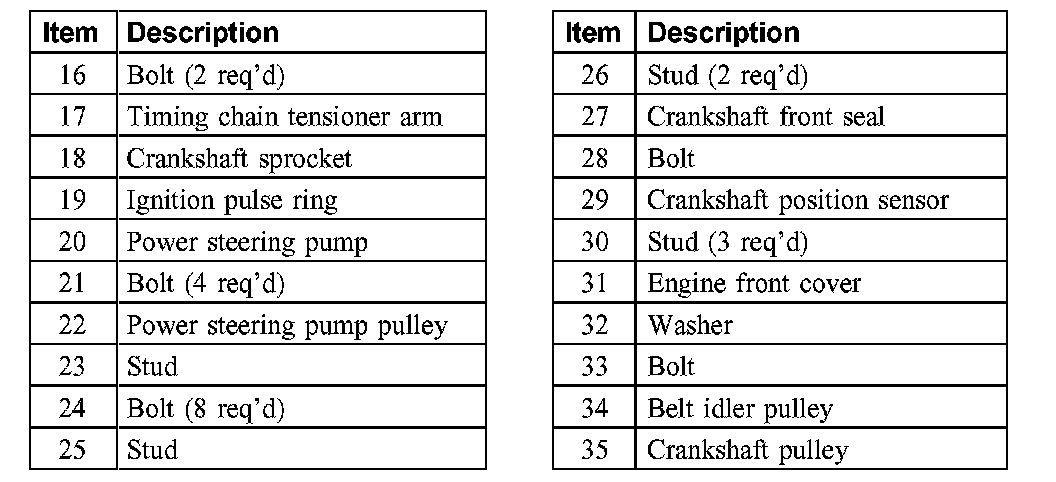 Item Description
16 Bolt (2 req'd)
17 Timing chain tensioner arm
18 Crankshaft sprocket
19 Ignition pulse ring
20 Power steering pump
21 Bolt (4 req'd)
22 Power steering pump pulley
23 Stud
24 Bolt (8 req'd)
25 Stud
Item Description
26 Stud (2 req'd)
27 Crankshaft front seal
28 Bolt
29 Crankshaft position sensor
30 Stud (3 req'd)
31 Engine front cover
32 Washer
33 Bolt
34 Belt idler pulley
35 Crankshaft pulley